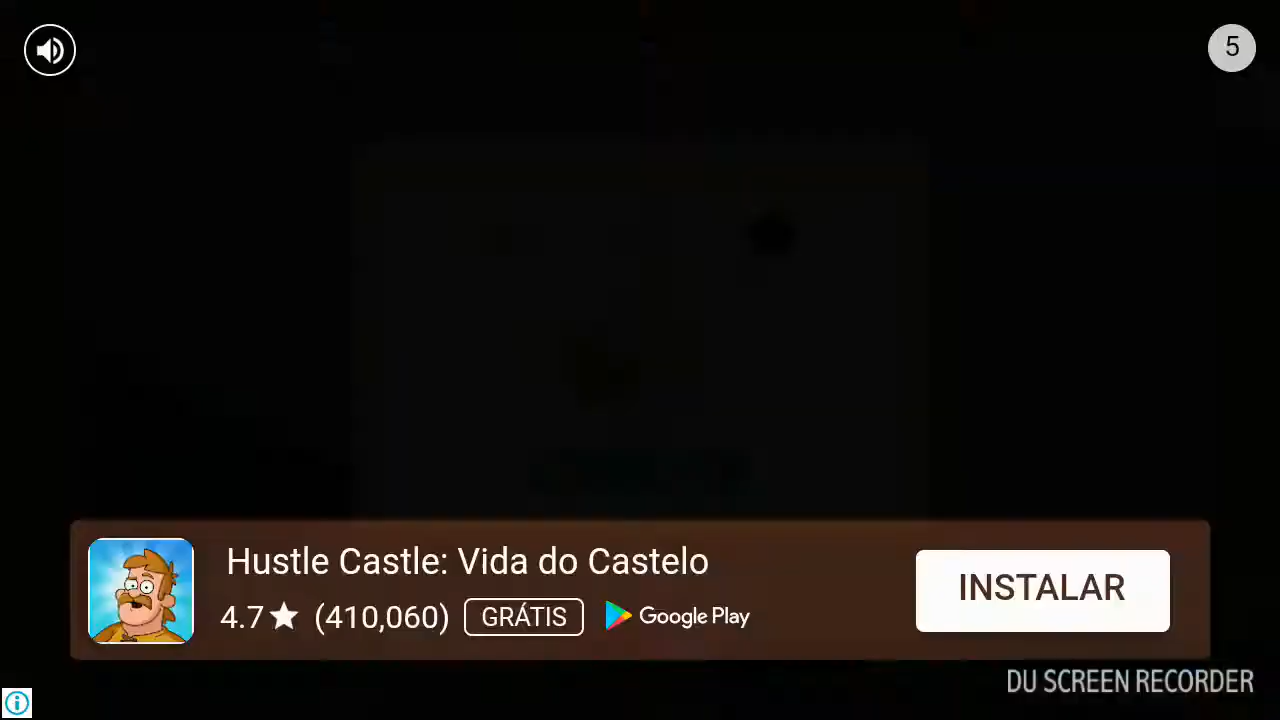 5
Hustle Castle: Vida do Castelo
4.7★ (410,060) GRÁTIS Google Play
INSTALAR
DU SCREEN RECORDER